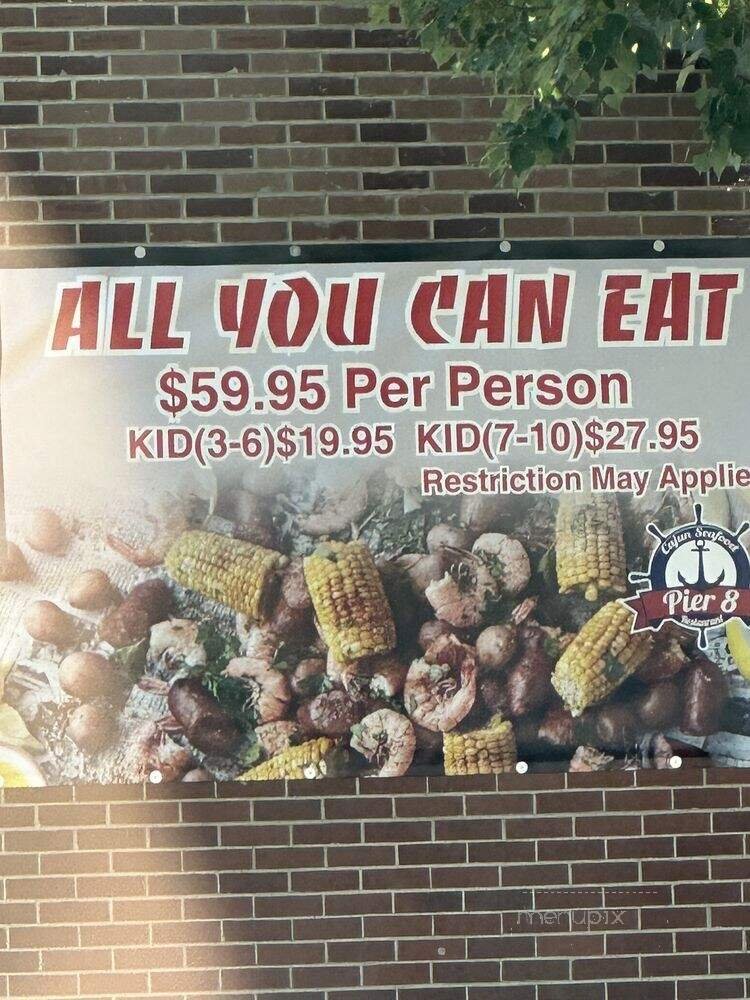 ALL YOU CAN EAT
$59.95 Per Person
KID(3-6)$19.95 KID(7-10)$27.95
Restriction May Applie
Cajun Seafood
Pier 8
Restaurant
menupix